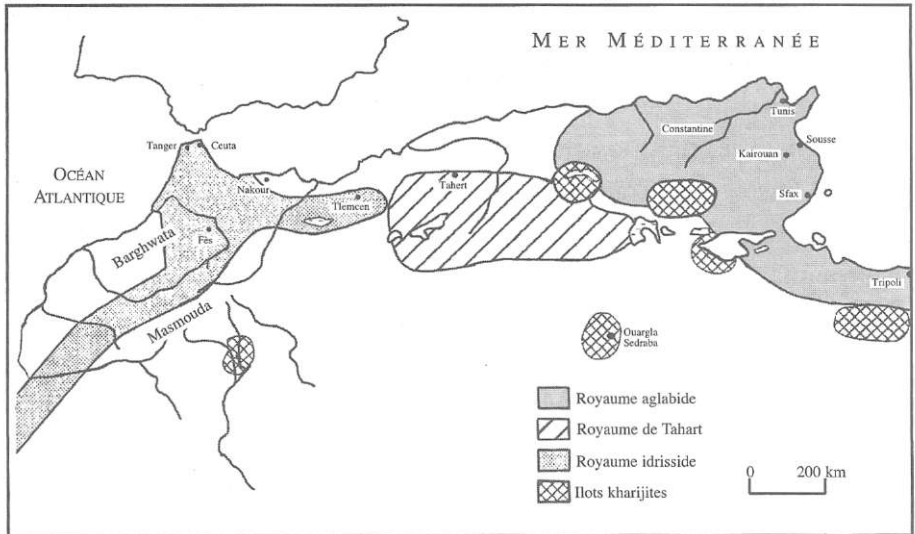 MER MÉDITERRANÉE
OCÉAN
ATLANTIQUE
Tanger
Ceuta
Nakour
Tlemcen
Tahert
Constantine
Tunis
Sousse
Kairouan
Sfax
Tripoli
Barghwata
Fès
Masmouda
Ouargla
Sedraba
Royaume aglabide
Royaume de Tahart
Royaume idrisside
Ilots kharijites
0 200 km